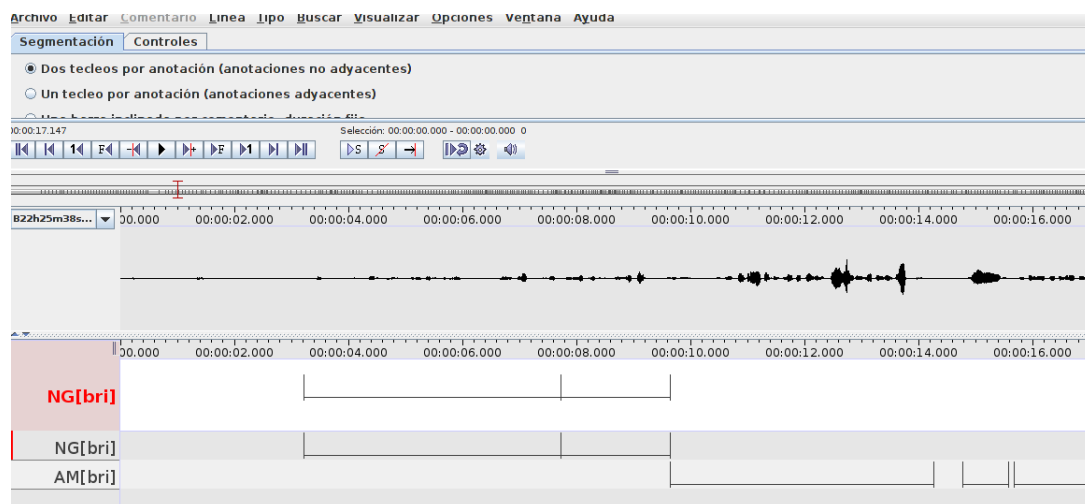 Archivo Editar Comentario Línea Tipo Buscar Visualizar Opciones Ventana Ayuda
Segmentación Controles
Dos tecleos por anotación (anotaciones no adyacentes)
Un tecleo por anotación (anotaciones adyacentes)
00:00:17.147 Selección: 00:00:00.000 - 00:00:00.000 0
1 F + F 1 S S
B22h25m38s... 00.000 00:00:02.000 00:00:04.000 00:00:06.000 00:00:08.000 00:00:10.000 00:00:12.000 00:00:14.000 00:00:16.000
00.000 00:00:02.000 00:00:04.000 00:00:06.000 00:00:08.000 00:00:10.000 00:00:12.000 00:00:14.000 00:00:16.000
NG[bri]
NG[bri]
AM[bri]